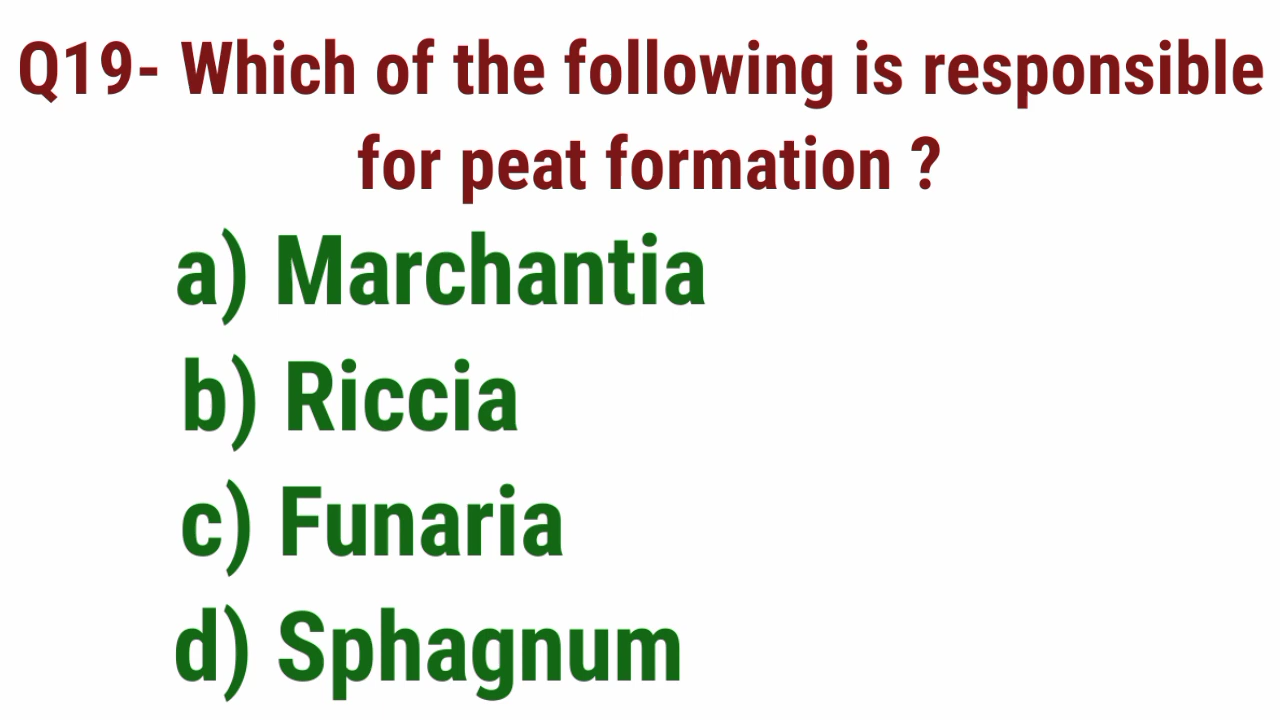 Q19- Which of the following is responsible
for peat formation ?
a) Marchantia
b) Riccia
c) Funaria
d) Sphagnum